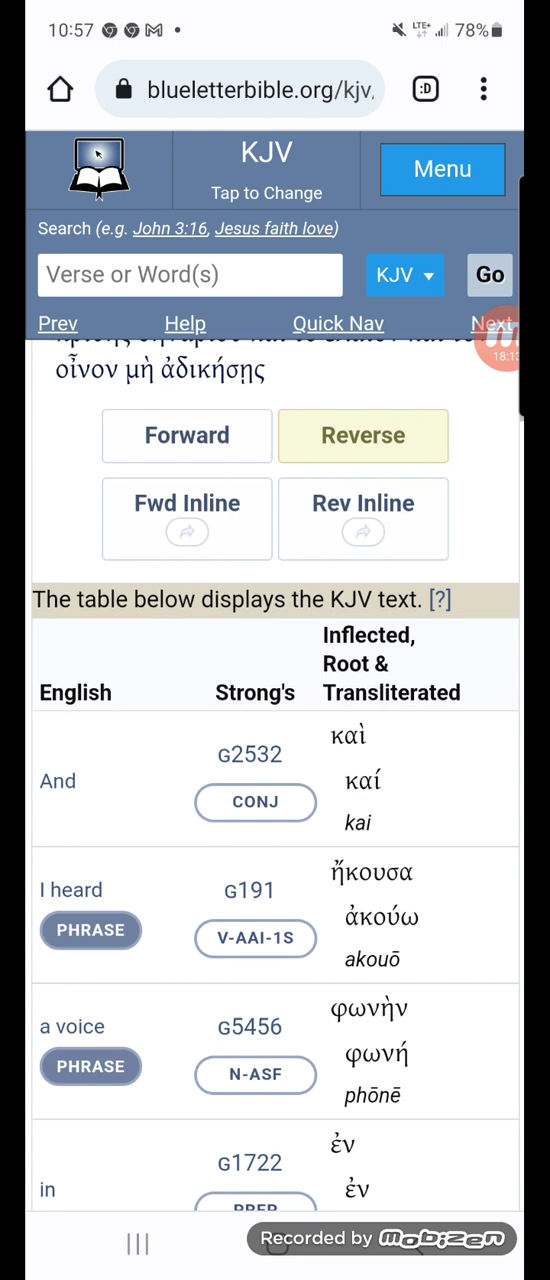 10:57 LTE+ 78%
blueletterbible.org/kjv, :D
KJV
Tap to Change
Menu
Search (e.g. John 3:16, Jesus faith love)
Verse or Word(s) KJV Go
Prev Help Quick Nav Next
18:13
οἶνον μὴ ἀδικήσῃς
Forward Reverse
Fwd Inline Rev Inline
The table below displays the KJV text. [?]
English Strong's Inflected, Root & Transliterated
And G2532 CONJ καὶ
καί
kai
I heard PHRASE G191 V-AAI-1S ἤκουσα
ἀκούω
akouō
a voice PHRASE G5456 N-ASF φωνὴν
φωνή
phōnē
in G1722 PREP ἐν
ἐν
Recorded by MOBIZEN